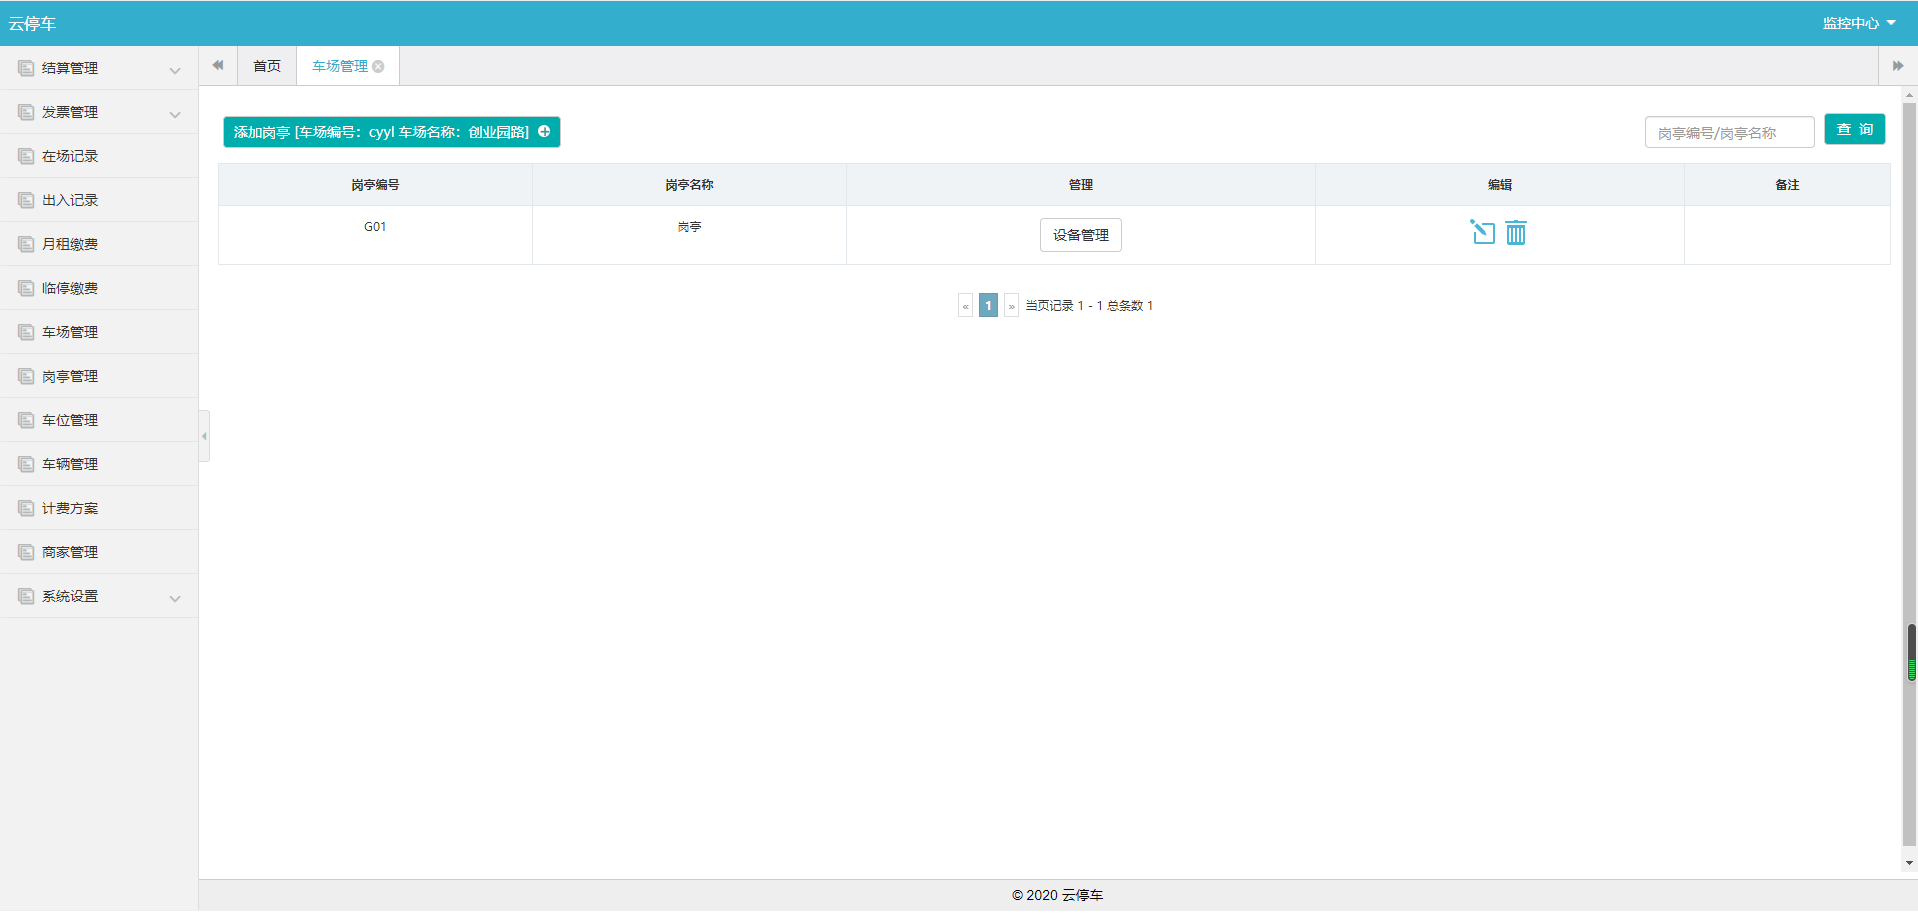 云停车
监控中心
结算管理
发票管理
在场记录
出入记录
月租缴费
临停缴费
车场管理
岗亭管理
车位管理
车辆管理
计费方案
商家管理
系统设置
首页 车场管理
添加岗亭 [车场编号：cyyl 车场名称：创业园路]
岗亭编号/岗亭名称 查 询
岗亭编号 岗亭名称 管理 编辑 备注
G01 岗亭 设备管理
« 1 » 当页记录 1 - 1 总条数 1
© 2020 云停车